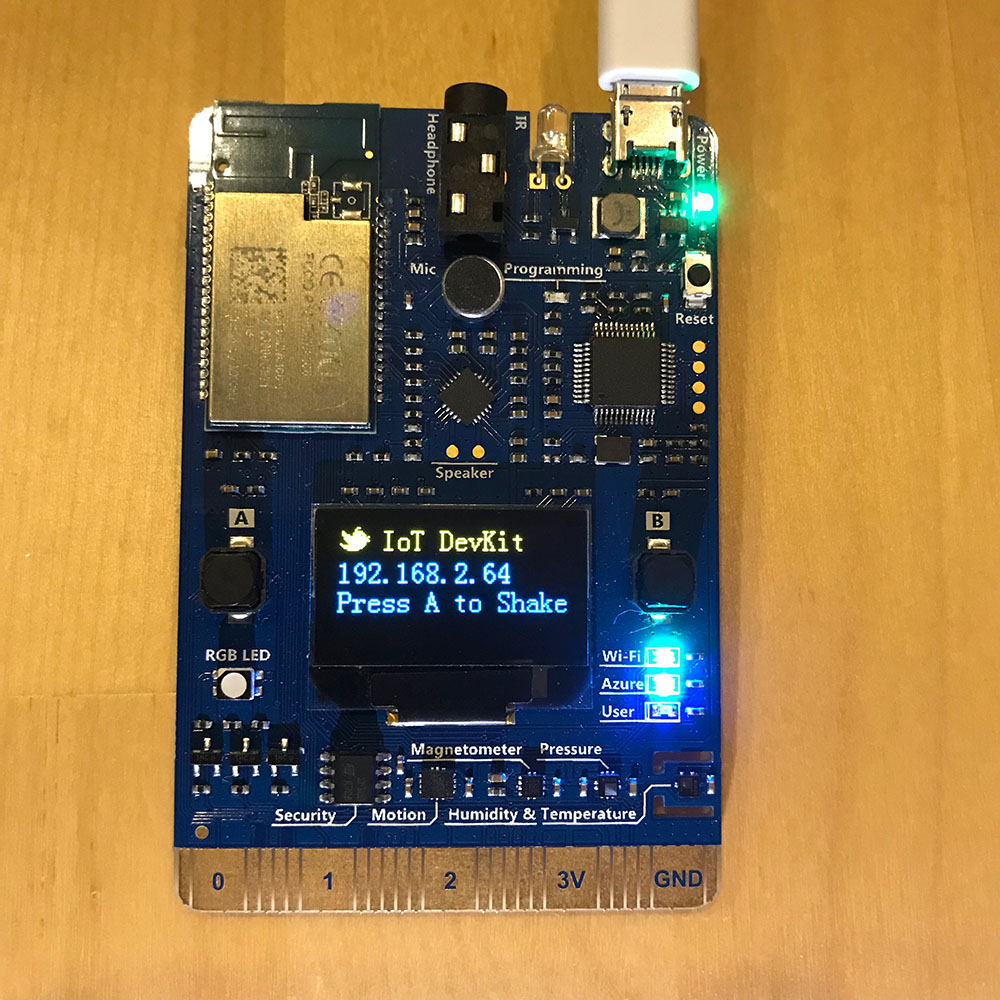 IR
Headphone
Power
Mic
Programming
Reset
Speaker
A
B
IoT DevKit
192.168.2.64
Press A to Shake
RGB LED
Wi-Fi
Azure
User
Magnetometer
Pressure
Security
Motion
Humidity & Temperature
0 1 2 3V GND